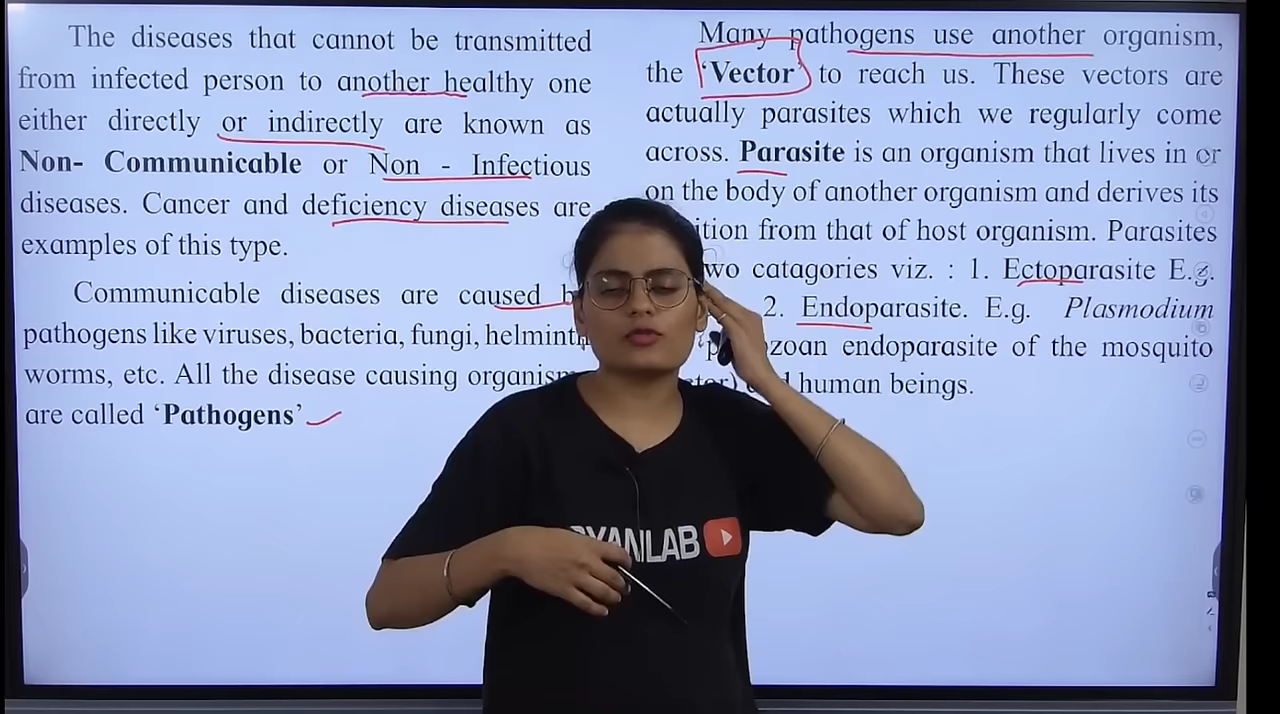 The diseases that cannot be transmitted
from infected person to another healthy one
either directly or indirectly are known as
Non- Communicable or Non - Infectious
diseases. Cancer and deficiency diseases are
examples of this type.
Communicable diseases are caused
pathogens like viruses, bacteria, fungi,
worms, etc. All the disease causing
are called ‘Pathogens’
Many pathogens use another organism,
the ‘Vector’ to reach us. These vectors are
actually parasites which we regularly come
across. Parasite is an organism that lives in or
on the body of another organism and derives its
from that of host organism. Parasites
catagories viz. : 1. Ectoparasite E.g.
2. Endoparasite. E.g. Plasmodium
endoparasite of the mosquito
human beings.
GYANLAB